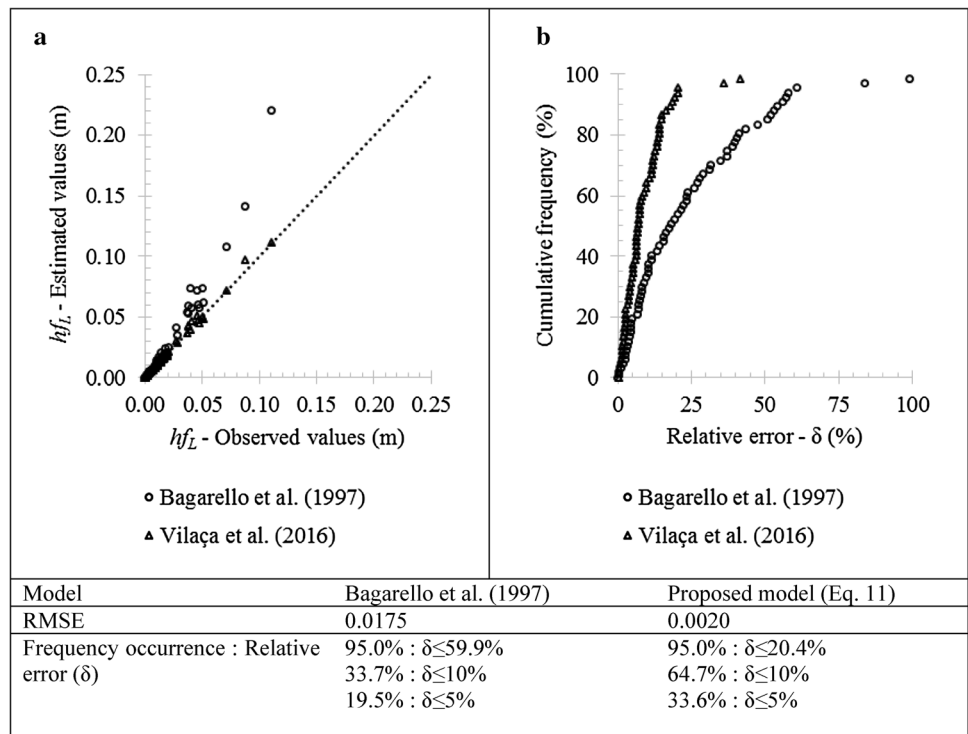 a
0.25
0.20
0.15
0.10
0.05
0.00
hf_L - Estimated values (m)
0.00 0.05 0.10 0.15 0.20 0.25
hf_L - Observed values (m)
Bagarello et al. (1997)
Vilaça et al. (2016)
b
100
80
60
40
20
0
Cumulative frequency (%)
0 25 50 75 100
Relative error - δ (%)
Bagarello et al. (1997)
Vilaça et al. (2016)
Model Bagarello et al. (1997) Proposed model (Eq. 11)
RMSE 0.0175 0.0020
Frequency occurrence : Relative 95.0% : δ≤59.9% 95.0% : δ≤20.4%
error (δ) 33.7% : δ≤10% 64.7% : δ≤10%
19.5% : δ≤5% 33.6% : δ≤5%